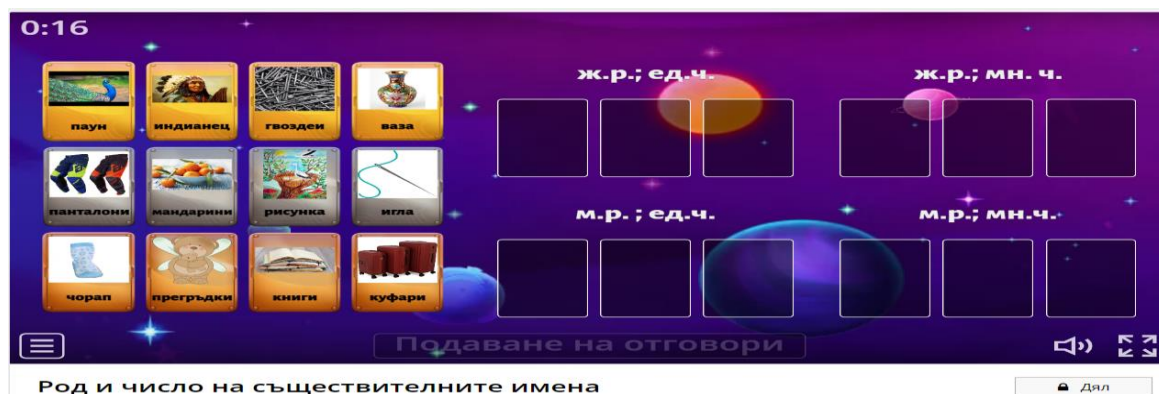 0:16
ж.р.; ед.ч.
ж.р.; мн. ч.
паун
индианец
гвоздеи
ваза
панталони
мандарини
рисунка
игла
м.р. ; ед.ч.
м.р.; мн.ч.
чорап
прегръдки
книги
куфари
Подаване на отговори
Род и число на съществителните имена
Дял